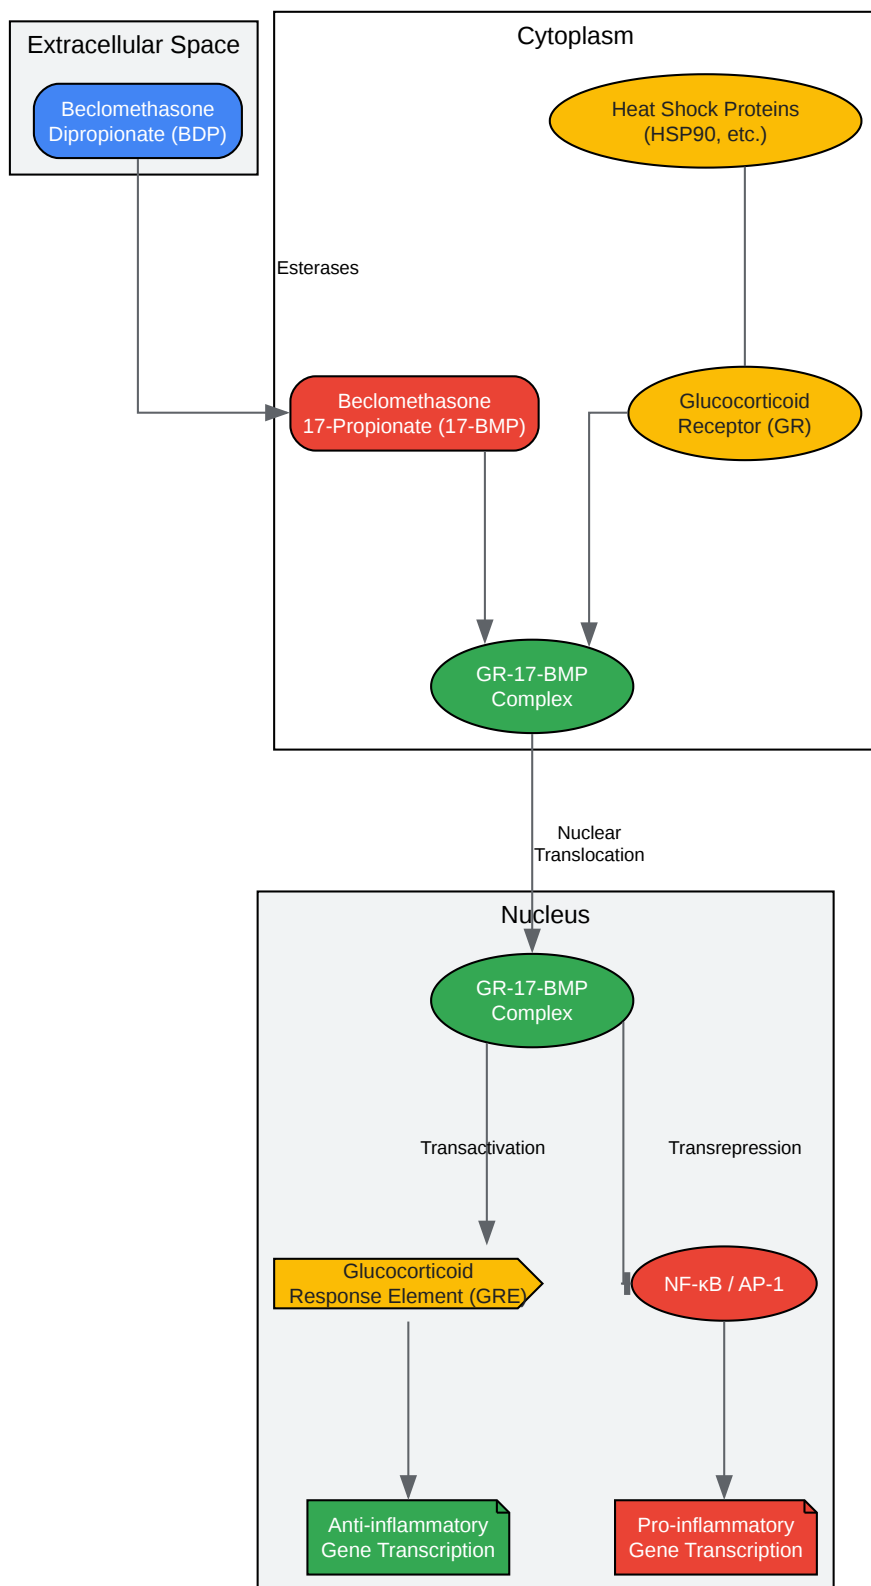 Extracellular Space
Beclomethasone
Dipropionate (BDP)
Cytoplasm
Heat Shock Proteins
(HSP90, etc.)
Esterases
Beclomethasone
17-Propionate (17-BMP)
Glucocorticoid
Receptor (GR)
GR-17-BMP
Complex
Nuclear
Translocation
Nucleus
GR-17-BMP
Complex
Transactivation
Transrepression
Glucocorticoid
Response Element (GRE)
NF-κB / AP-1
Anti-inflammatory
Gene Transcription
Pro-inflammatory
Gene Transcription